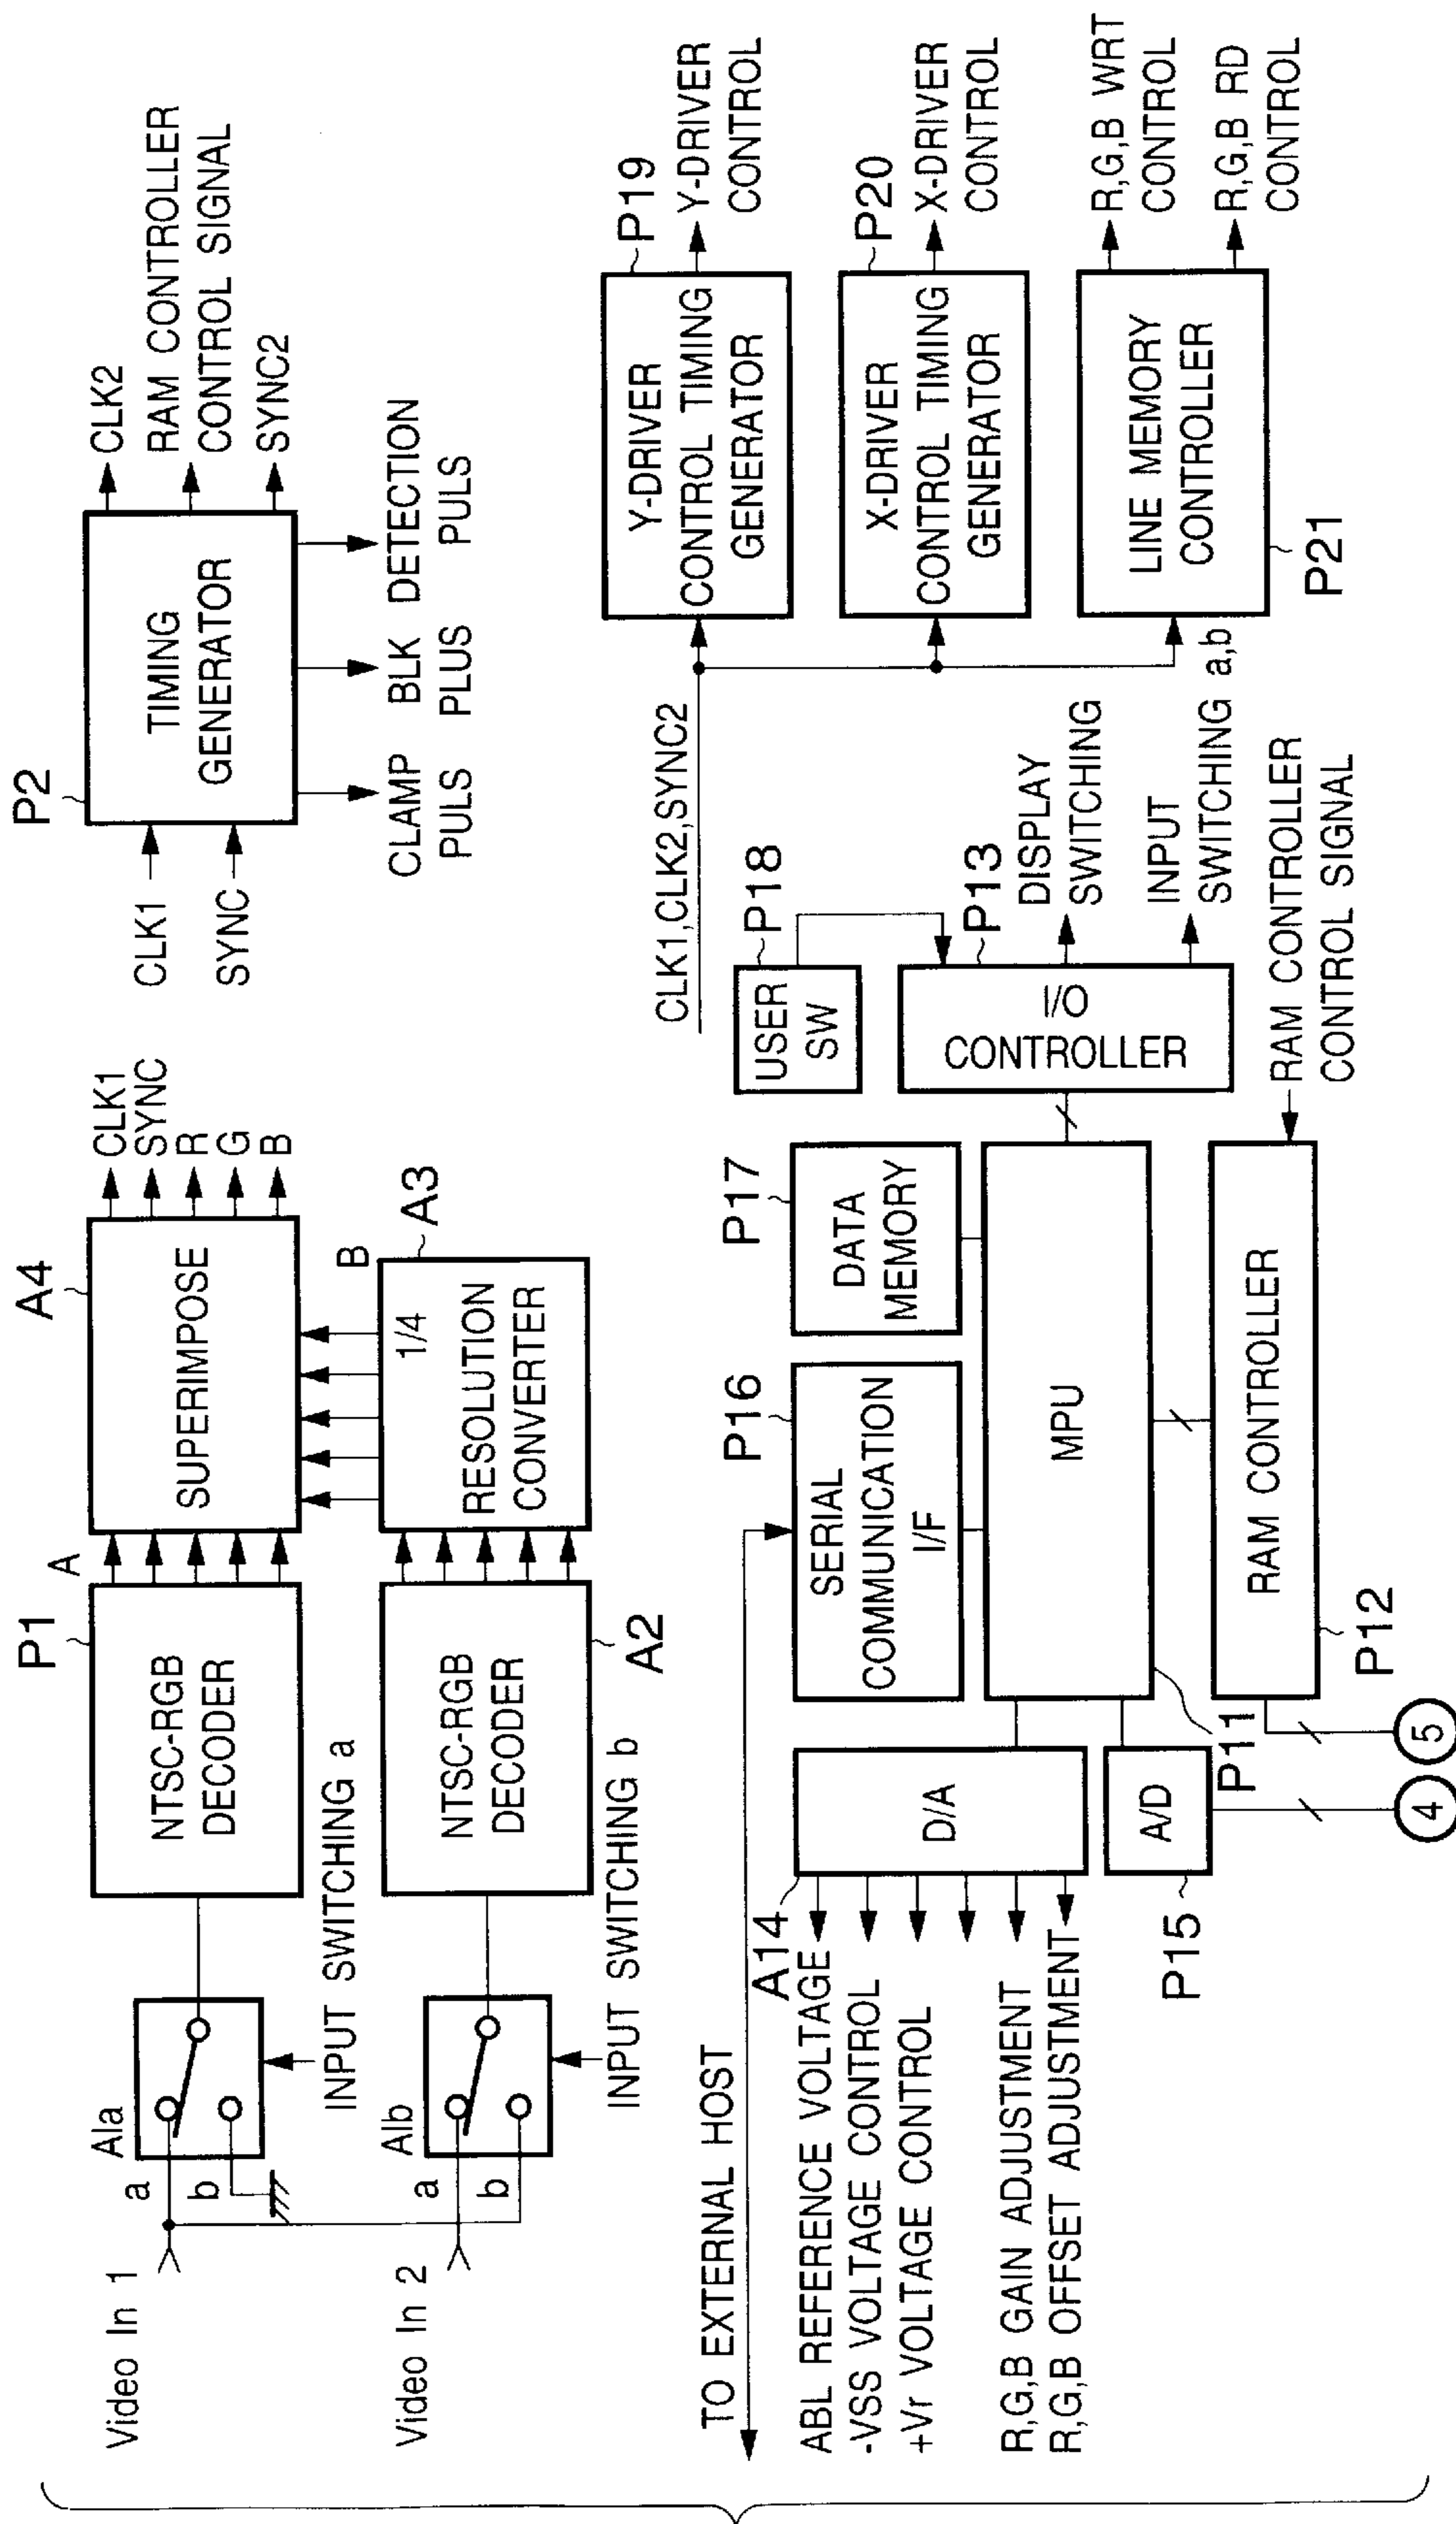 Video In 1
a
b
AIa
INPUT SWITCHING a
P1
NTSC-RGB
DECODER
A
A4
SUPERIMPOSE
CLK1
SYNC
R
G
B
Video In 2
a
b
AIb
INPUT SWITCHING b
NTSC-RGB
DECODER
A2
1/4
RESOLUTION
CONVERTER
B
A3
P2
CLK1
SYNC
TIMING
GENERATOR
CLK2
RAM CONTROLLER
CONTROL SIGNAL
SYNC2
CLAMP
PULS
BLK
PLUS
DETECTION
PULS
TO EXTERNAL HOST
A14
ABL REFERENCE VOLTAGE
-VSS VOLTAGE CONTROL
+Vr VOLTAGE CONTROL
R,G,B GAIN ADJUSTMENT
R,G,B OFFSET ADJUSTMENT
D/A
A/D
P15
4
5
P16
SERIAL
COMMUNICATION
I/F
P17
DATA
MEMORY
MPU
P11
RAM CONTROLLER
P12
RAM CONTROLLER
CONTROL SIGNAL
USER
SW
P18
I/O
CONTROLLER
P13
DISPLAY
SWITCHING
INPUT
SWITCHING a,b
CLK1,CLK2,SYNC2
Y-DRIVER
CONTROL TIMING
GENERATOR
P19
Y-DRIVER
CONTROL
X-DRIVER
CONTROL TIMING
GENERATOR
P20
X-DRIVER
CONTROL
LINE MEMORY
CONTROLLER
P21
R,G,B WRT
CONTROL
R,G,B RD
CONTROL